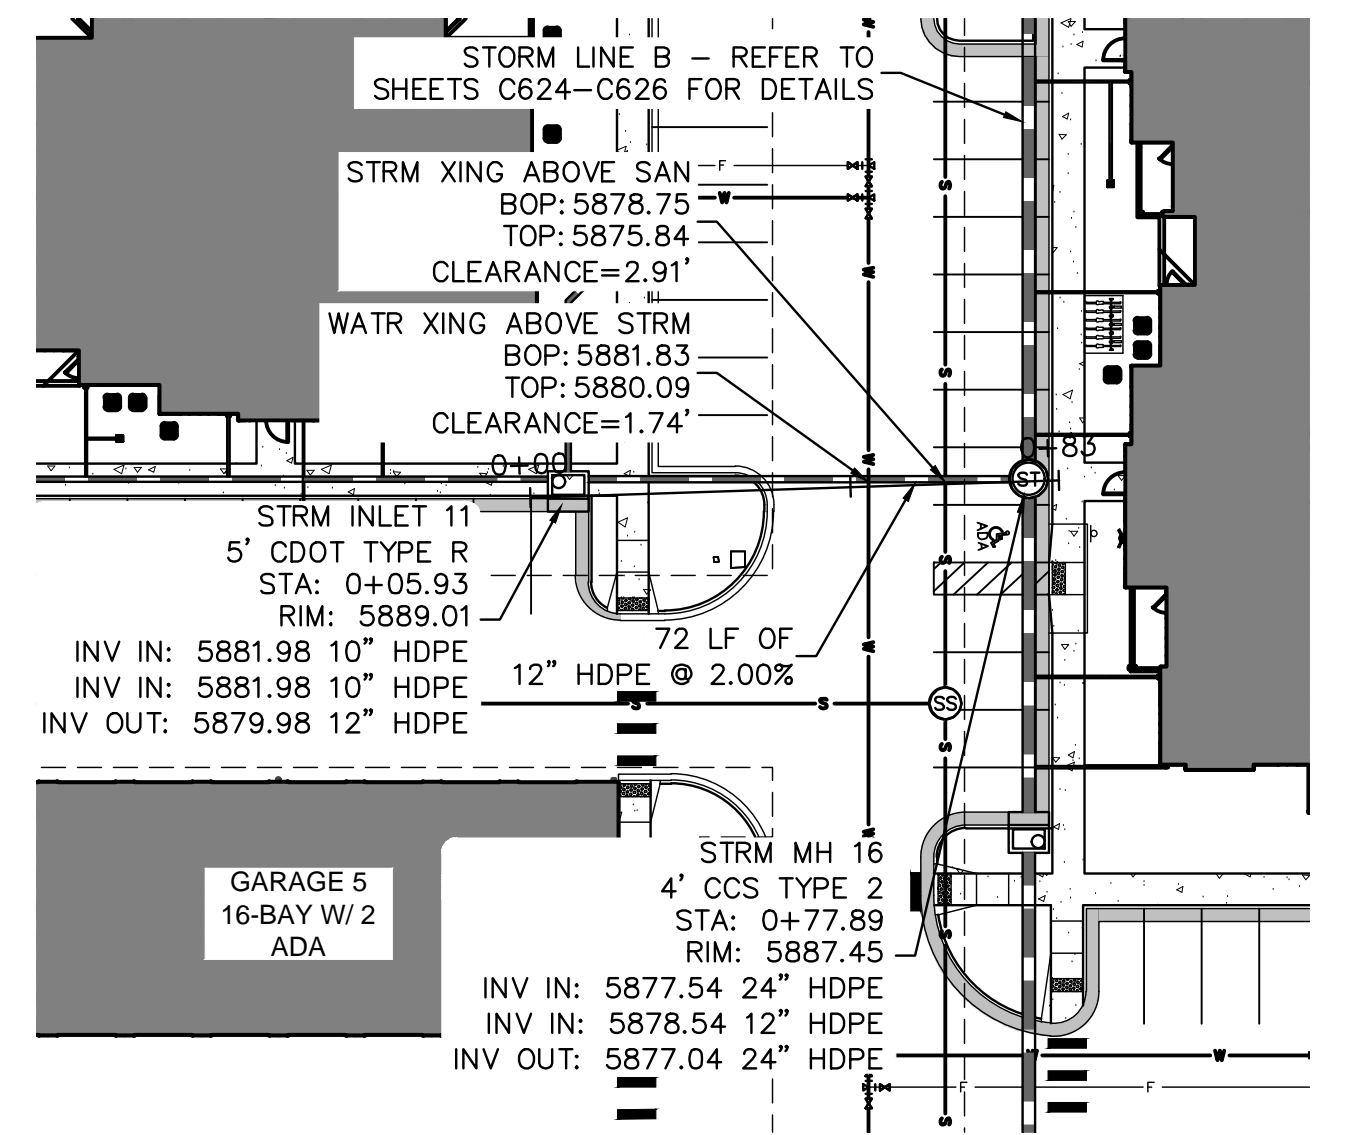 STORM LINE B – REFER TO
SHEETS C624–C626 FOR DETAILS
STRM XING ABOVE SAN
BOP: 5878.75
TOP: 5875.84
CLEARANCE=2.91'
WATR XING ABOVE STRM
BOP: 5881.83
TOP: 5880.09
CLEARANCE=1.74'
F
W
W
W
S
S
W
W
0+00
0+83
ST
STRM INLET 11
5' CDOT TYPE R
STA: 0+05.93
RIM: 5889.01
INV IN: 5881.98 10" HDPE
INV IN: 5881.98 10" HDPE
INV OUT: 5879.98 12" HDPE
ADA
S
W
72 LF OF
12" HDPE @ 2.00%
S
S
SS
S
W
GARAGE 5
16-BAY W/ 2
ADA
STRM MH 16
4' CCS TYPE 2
STA: 0+77.89
RIM: 5887.45
INV IN: 5877.54 24" HDPE
INV IN: 5878.54 12" HDPE
INV OUT: 5877.04 24" HDPE
S
W
F
F
S